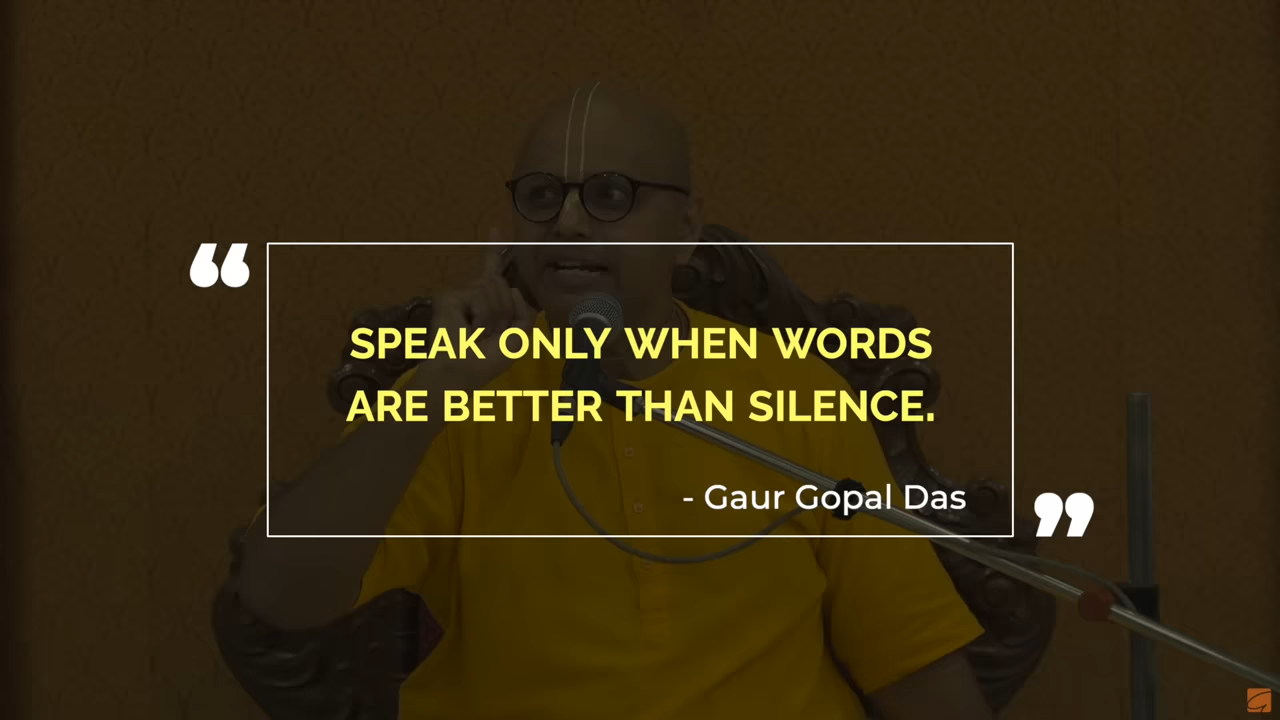 “
SPEAK ONLY WHEN WORDS
ARE BETTER THAN SILENCE.
- Gaur Gopal Das
”